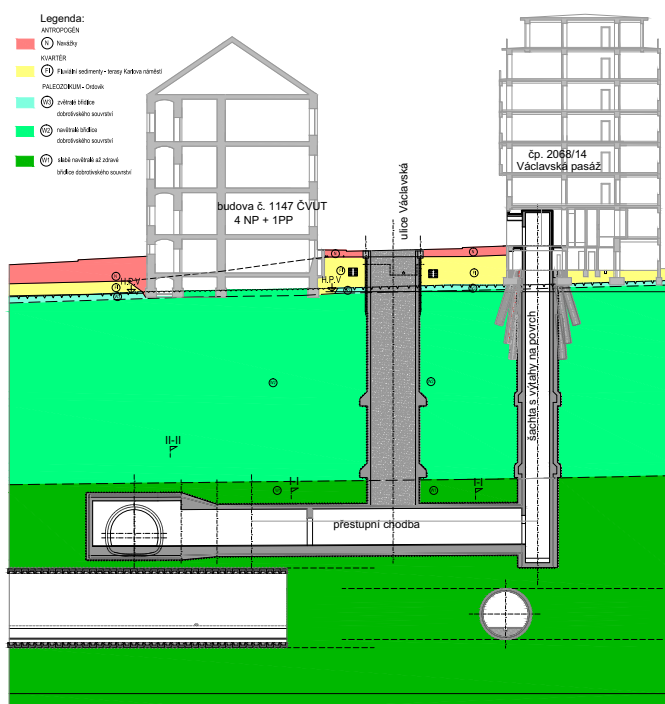 Legenda:
ANTROPOGÉN
N Navážky
KVARTÉR
Fl Fluviální sedimenty - terasy Karlova náměstí
PALEOZOIKUM - Ordovik
W3 zvětralé břidlice
dobrotivského souvrství
W2 navětralé břidlice
dobrotivského souvrství
W1 slabě navětralé až zdravé
břidlice dobrotivského souvrství
budova č. 1147 ČVUT
4 NP + 1PP
ulice Václavská
čp. 2068/14
Václavská pasáž
H.P.V
H.P.V
šachta s výtahy na povrch
II-II
I-I
přestupní chodba